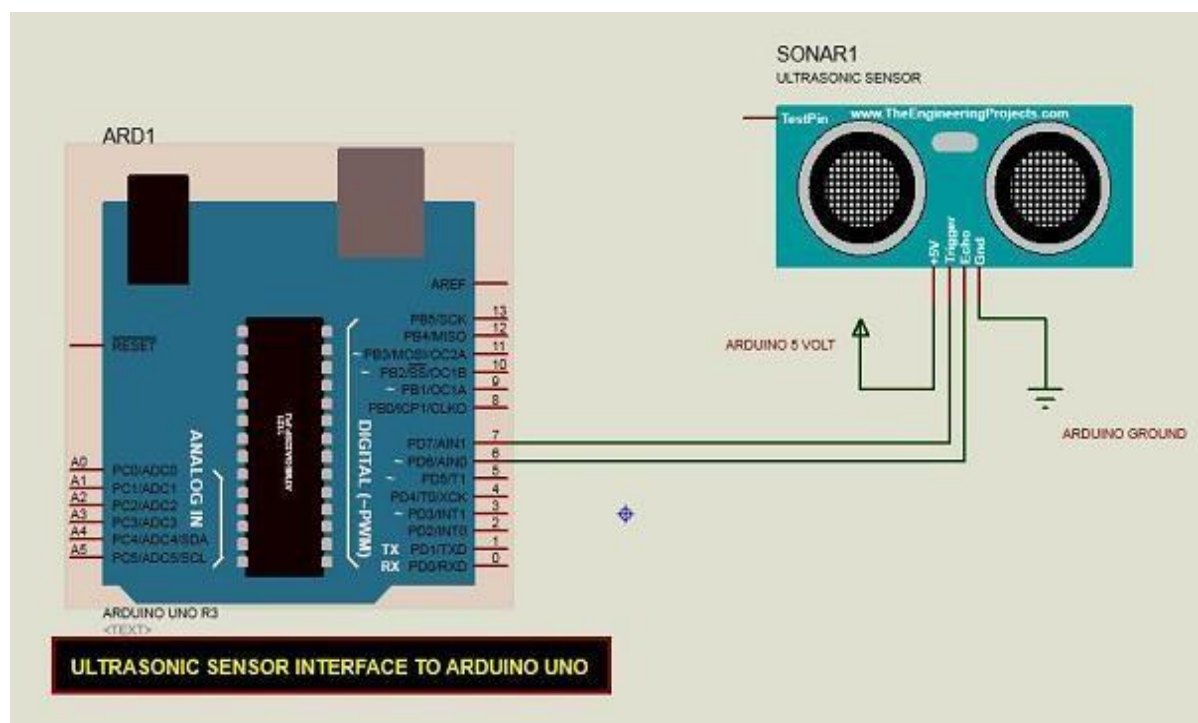 SONAR1
ULTRASONIC SENSOR
TestPin
www.TheEngineeringProjects.com
+5V
Trigger
Echo
Gnd
ARDUINO 5 VOLT
ARDUINO GROUND
ARD1
RESET
AREF
PB5/SCK 13
PB4/MISO 12
~PB3/MOSI/OC2A 11
~ PB2/SS/OC1B 10
~ PB1/OC1A 9
PB0/ICP1/CLKO 8
PD7/AIN1 7
~PD6/AIN0 6
~ PD5/T1 5
PD4/T0/XCK 4
~PD3/INT1 3
PD2/INT0 2
TX PD1/TXD 1
RX PD0/RXD 0
A0 PC0/ADC0
A1 PC1/ADC1
A2 PC2/ADC2
A3 PC3/ADC3
A4 PC4/ADC4/SDA
A5 PC5/ADC5/SCL
ANALOG IN
DIGITAL (~PWM)
ARDUINO UNO R3
<TEXT>
ULTRASONIC SENSOR INTERFACE TO ARDUINO UNO